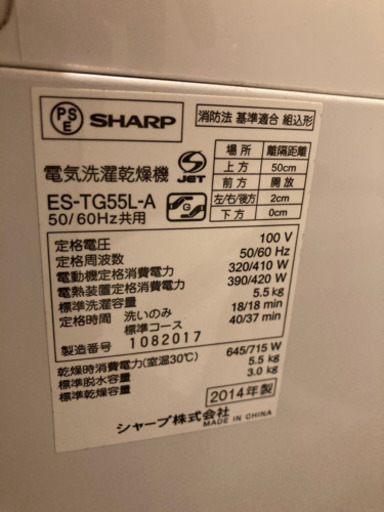 PSE SHARP
消防法 基準適合 組込形
電気洗濯乾燥機 S JET
ES-TG55L-A G
50/60Hz共用
場所 離隔距離
上方 50cm
前方 開放
左/右/後方 2cm
下方 0cm
定格電圧 100 V
定格周波数 50/60 Hz
電動機定格消費電力 320/410 W
電熱装置定格消費電力 390/420 W
標準洗濯容量 5.5 kg
定格時間 洗いのみ 18/18 min
標準コース 40/37 min
製造番号 1082017
乾燥時消費電力(室温30℃) 645/715 W
標準脱水容量 5.5 kg
標準乾燥容量 3.0 kg
2014年製
シャープ株式会社 MADE IN CHINA